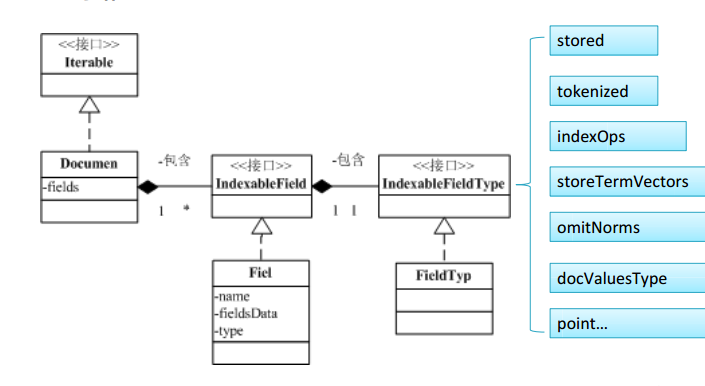 <<接口>>
Iterable
Documen
-fields
-包含
1
*
<<接口>>
IndexableField
-包含
1
1
<<接口>>
IndexableFieldType
Fiel
-name
-fieldsData
-type
FieldTyp
stored
tokenized
indexOps
storeTermVectors
omitNorms
docValuesType
point...